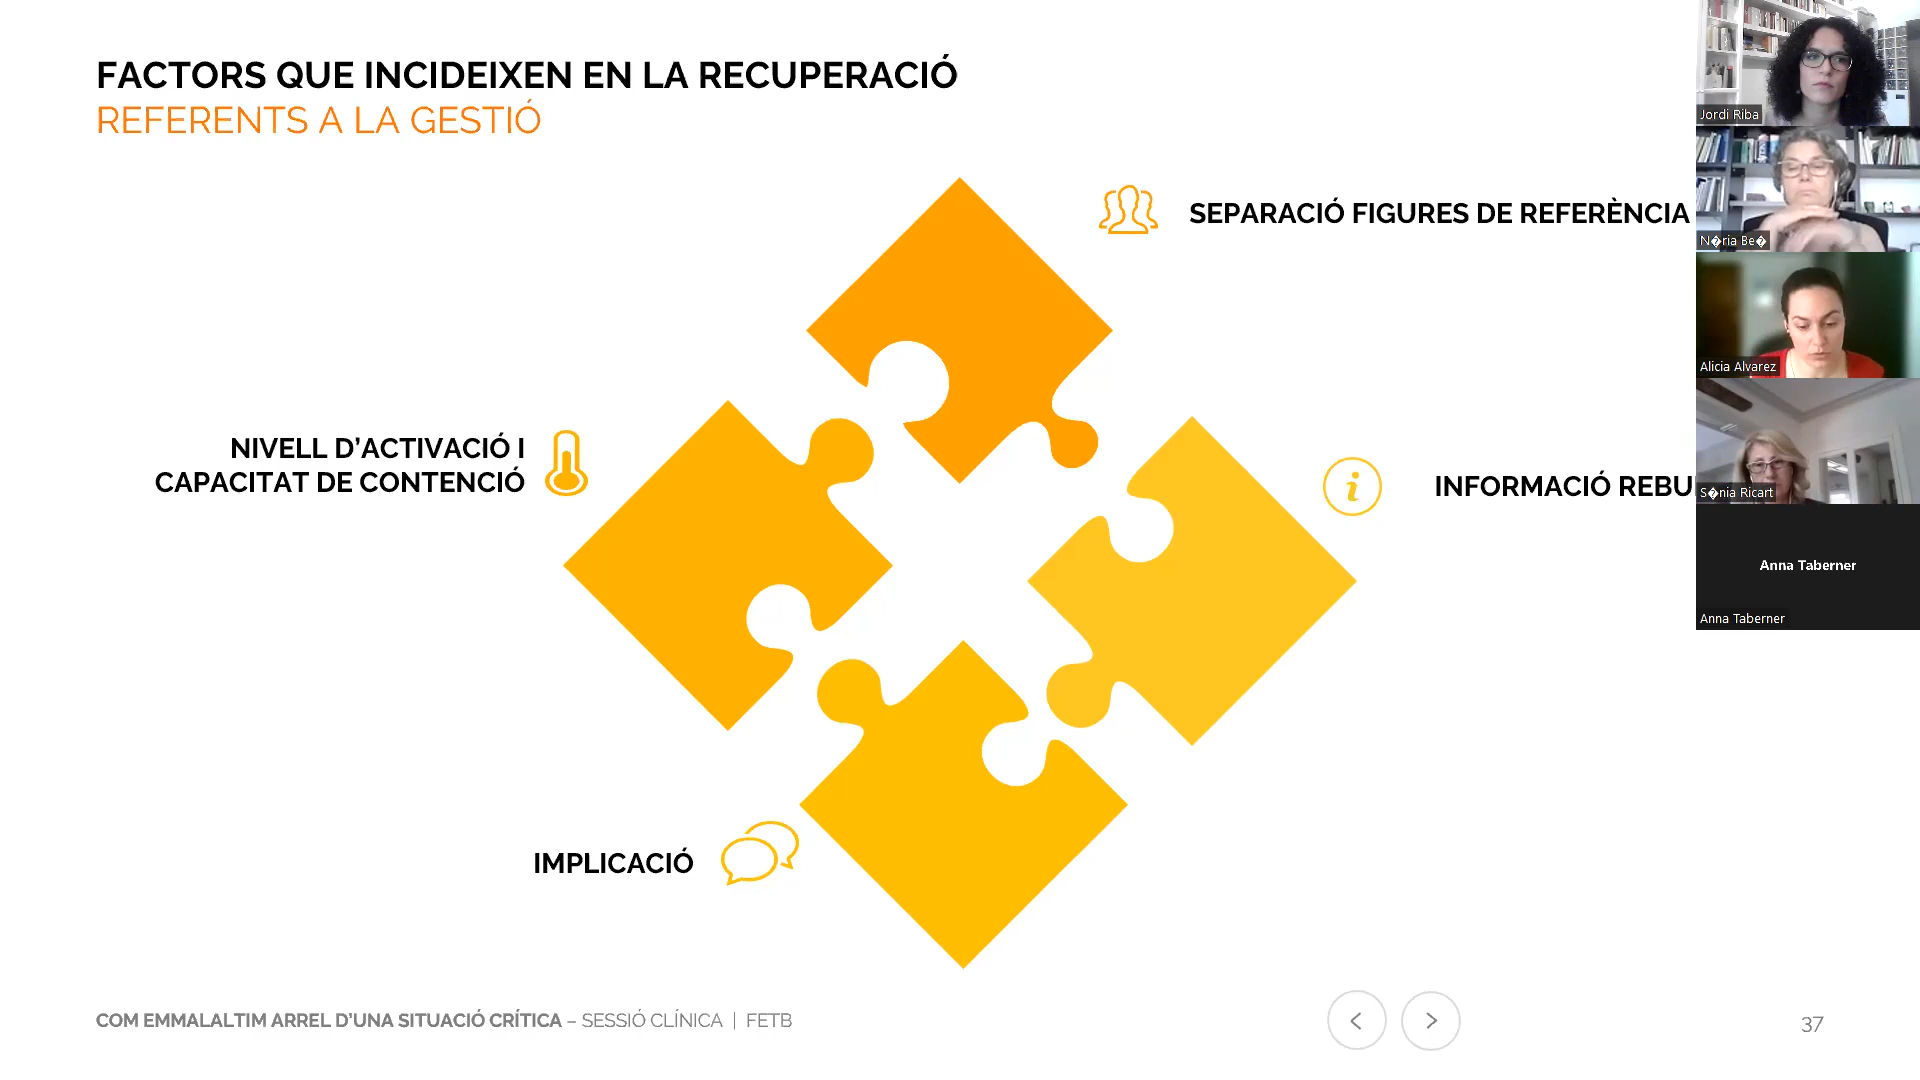 FACTORS QUE INCIDEIXEN EN LA RECUPERACIÓ
REFERENTS A LA GESTIÓ
SEPARACIÓ FIGURES DE REFERÈNCIA
NIVELL D'ACTIVACIÓ I
CAPACITAT DE CONTENCIÓ
INFORMACIÓ REBU
IMPLICACIÓ
COM EMMALALTIM ARREL D'UNA SITUACIÓ CRÍTICA – SESSIÓ CLÍNICA | FETB
37
Jordi Riba
N�ria Be�
Alicia Alvarez
S�nia Ricart
Anna Taberner
Anna Taberner